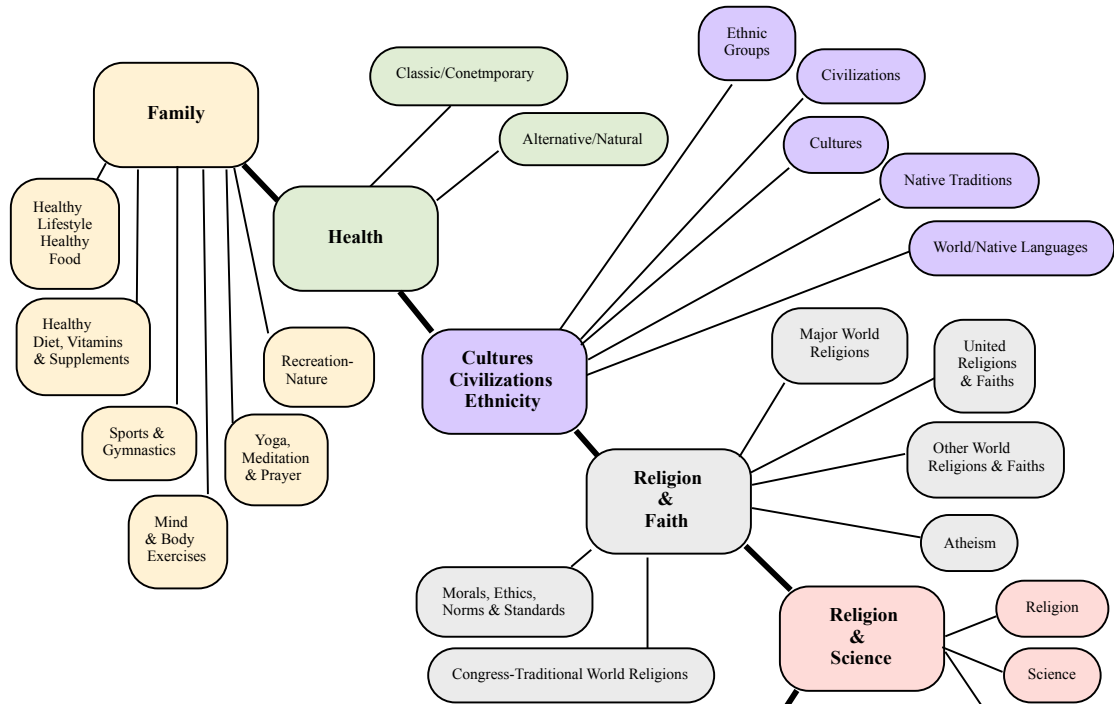 Family
Healthy
Lifestyle
Healthy
Food
Healthy
Diet, Vitamins
& Supplements
Sports &
Gymnastics
Mind
& Body
Exercises
Yoga,
Meditation
& Prayer
Recreation-
Nature
Health
Classic/Conetmporary
Alternative/Natural
Cultures
Civilizations
Ethnicity
Ethnic
Groups
Civilizations
Cultures
Native Traditions
World/Native Languages
Religion
&
Faith
Major World
Religions
United
Religions
& Faiths
Other World
Religions & Faiths
Atheism
Morals, Ethics,
Norms & Standards
Congress-Traditional World Religions
Religion
&
Science
Religion
Science